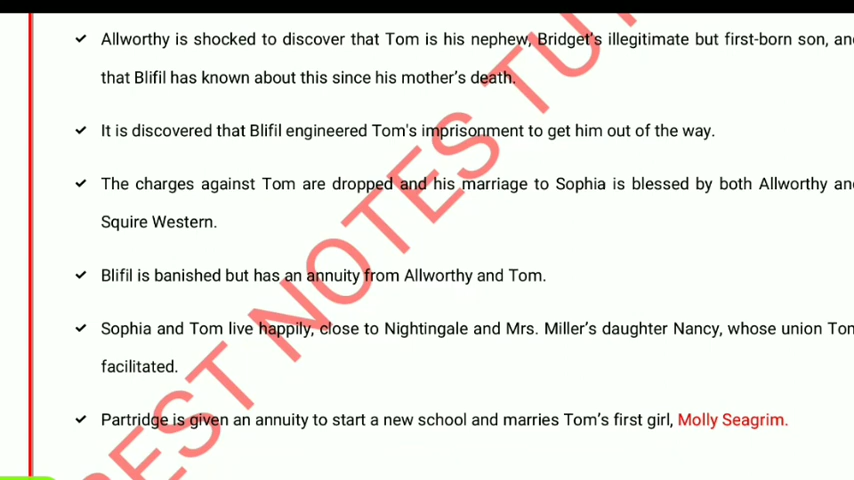 ✓ Allworthy is shocked to discover that Tom is his nephew, Bridget's illegitimate but first-born son, an
that Blifil has known about this since his mother's death.
✓ It is discovered that Blifil engineered Tom's imprisonment to get him out of the way.
✓ The charges against Tom are dropped and his marriage to Sophia is blessed by both Allworthy an
Squire Western.
✓ Blifil is banished but has an annuity from Allworthy and Tom.
✓ Sophia and Tom live happily, close to Nightingale and Mrs. Miller's daughter Nancy, whose union Tom
facilitated.
✓ Partridge is given an annuity to start a new school and marries Tom's first girl, Molly Seagrim.
BEST NOTES TUT